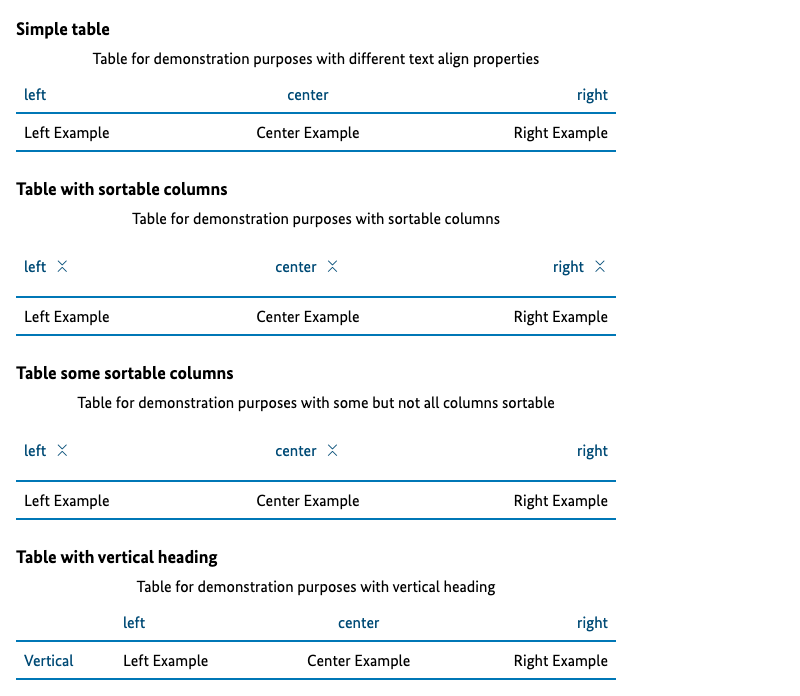 Simple table
Table for demonstration purposes with different text align properties
left center right
Left Example Center Example Right Example
Table with sortable columns
Table for demonstration purposes with sortable columns
left center right
Left Example Center Example Right Example
Table some sortable columns
Table for demonstration purposes with some but not all columns sortable
left center right
Left Example Center Example Right Example
Table with vertical heading
Table for demonstration purposes with vertical heading
left center right
Vertical Left Example Center Example Right Example